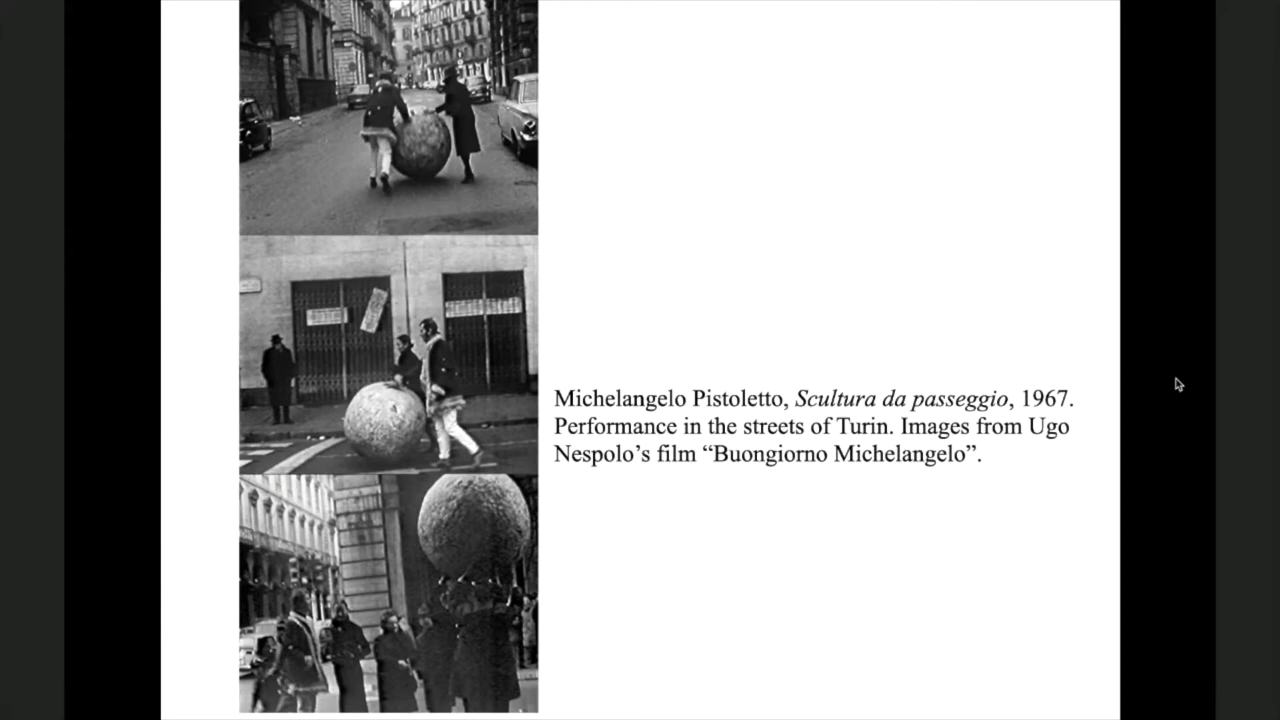 Michelangelo Pistoletto, Scultura da passeggio, 1967.
Performance in the streets of Turin. Images from Ugo
Nespolo’s film “Buongiorno Michelangelo”.